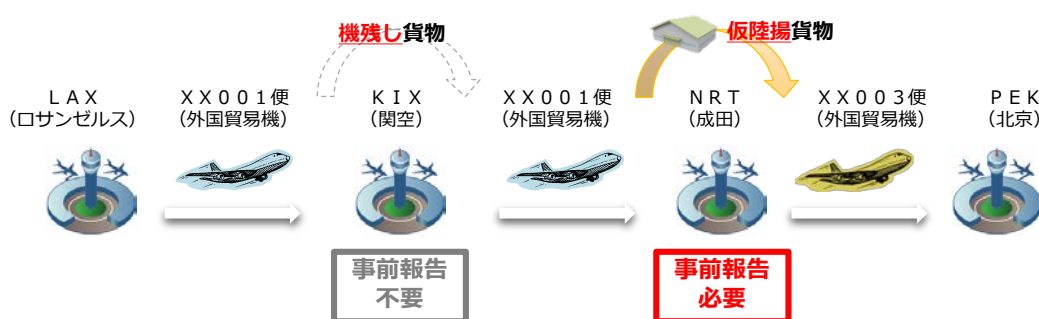 機残し貨物
仮陸揚貨物
ＬＡＸ
(ロサンゼルス)
ＸＸ００１便
(外国貿易機)
ＫＩＸ
(関空)
ＸＸ００１便
(外国貿易機)
ＮＲＴ
(成田)
ＸＸ００３便
(外国貿易機)
ＰＥＫ
(北京)
事前報告
不要
事前報告
必要